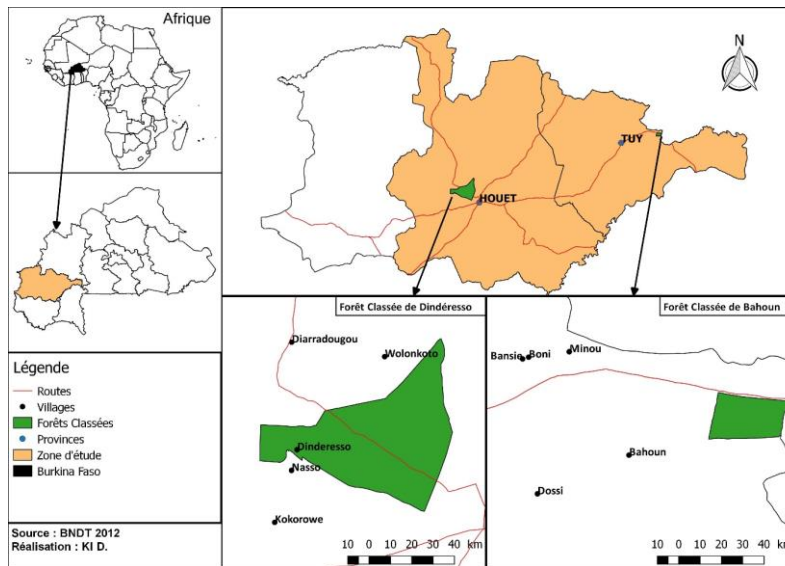 Afrique
TUY
HOUET
Légende
Routes
Villages
Forêts Classées
Provinces
Zone d'étude
Burkina Faso
Source : BNDT 2012
Réalisation : KI D.
Forêt Classée de Dindéresso
Diarradougou
Wolonkoto
Dinderesso
Nasso
Kokorowe
10 0 10 20 30 40 km
Forêt Classée de Bahoun
Bansie Boni Minou
Bahoun
Dossi
10 0 10 20 30 40 km